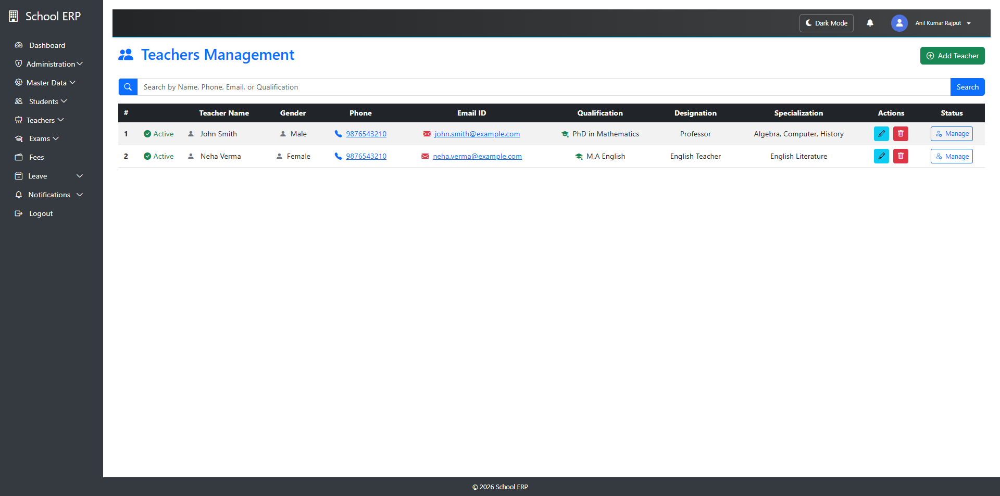 School ERP
Dashboard
Administration
Master Data
Students
Teachers
Exams
Fees
Leave
Notifications
Logout
Dark Mode
Anil Kumar Rajput
Teachers Management
Add Teacher
Search by Name, Phone, Email, or Qualification
Search
# Teacher Name Gender Phone Email ID Qualification Designation Specialization Actions Status
1 Active John Smith Male 9876543210 john.smith@example.com PhD in Mathematics Professor Algebra, Computer, History Manage
2 Active Neha Verma Female 9876543210 neha.verma@example.com M.A English English Teacher English Literature Manage
© 2026 School ERP